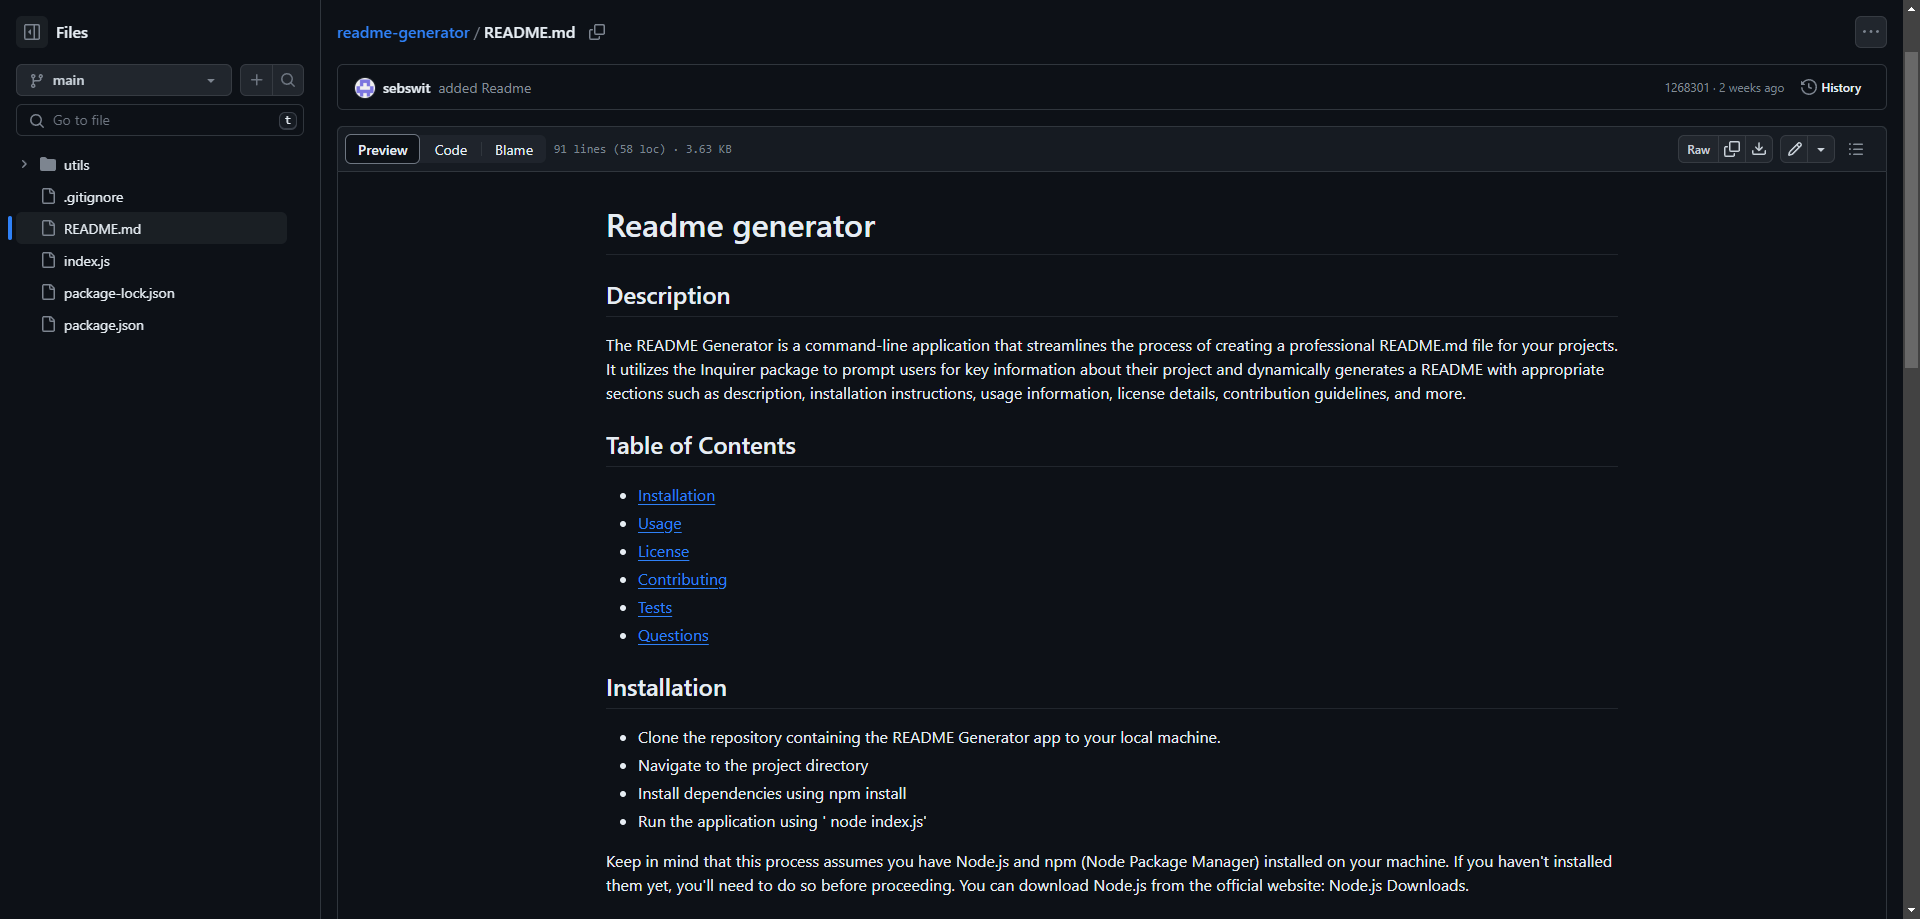 Files
main
Go to file
t
utils
.gitignore
README.md
index.js
package-lock.json
package.json
readme-generator / README.md
sebswit added Readme
1268301 · 2 weeks ago
History
Preview
Code
Blame
91 lines (58 loc) · 3.63 KB
Raw
Readme generator
Description
The README Generator is a command-line application that streamlines the process of creating a professional README.md file for your projects.
It utilizes the Inquirer package to prompt users for key information about their project and dynamically generates a README with appropriate
sections such as description, installation instructions, usage information, license details, contribution guidelines, and more.
Table of Contents
Installation
Usage
License
Contributing
Tests
Questions
Installation
Clone the repository containing the README Generator app to your local machine.
Navigate to the project directory
Install dependencies using npm install
Run the application using ' node index.js'
Keep in mind that this process assumes you have Node.js and npm (Node Package Manager) installed on your machine. If you haven't installed
them yet, you'll need to do so before proceeding. You can download Node.js from the official website: Node.js Downloads.